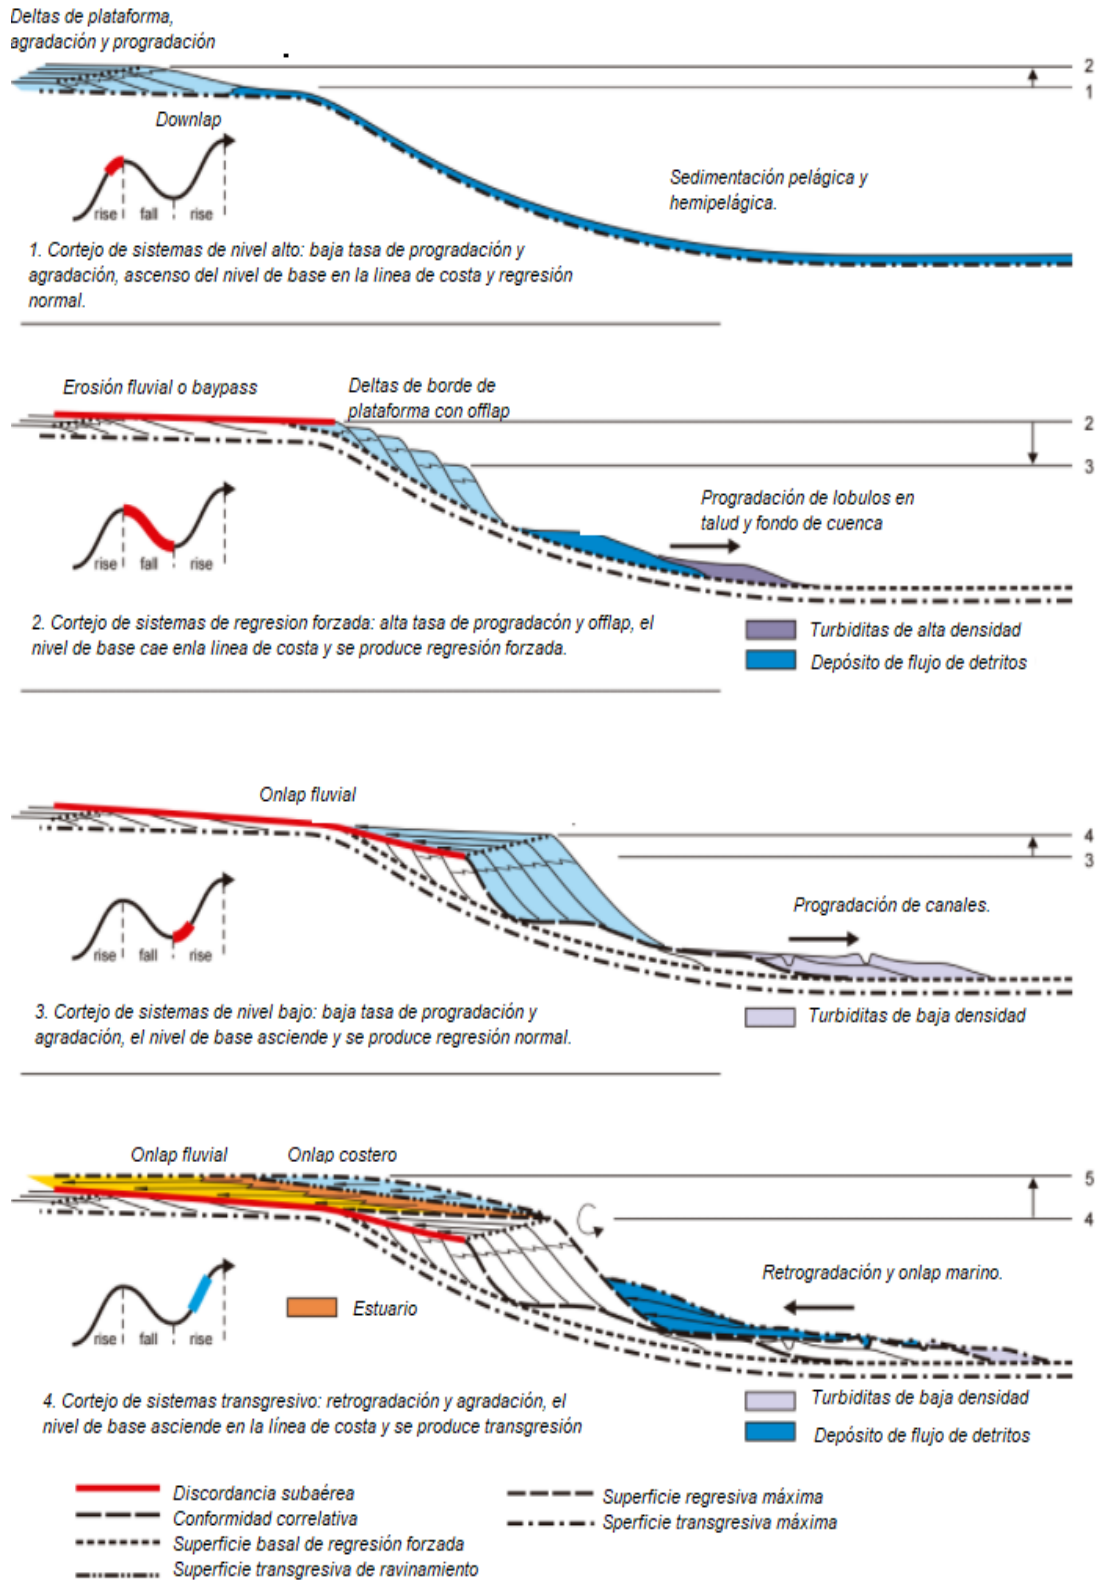 Deltas de plataforma,
agradación y progradación
2
1
Downlap
rise fall rise
Sedimentación pelágica y
hemipelágica.
1. Cortejo de sistemas de nivel alto: baja tasa de progradación y
agradación, ascenso del nivel de base en la linea de costa y regresión
normal.
Erosión fluvial o baypass
Deltas de borde de
plataforma con offlap
2
3
Progradación de lobulos en
talud y fondo de cuenca
rise fall rise
2. Cortejo de sistemas de regresion forzada: alta tasa de progradacón y offlap, el
nivel de base cae enla linea de costa y se produce regresión forzada.
Turbiditas de alta densidad
Depósito de flujo de detritos
Onlap fluvial
4
3
Progradación de canales.
rise fall rise
3. Cortejo de sistemas de nivel bajo: baja tasa de progradación y
agradación, el nivel de base asciende y se produce regresión normal.
Turbiditas de baja densidad
Onlap fluvial
Onlap costero
5
4
Retrogradación y onlap marino.
rise fall rise
Estuario
4. Cortejo de sistemas transgresivo: retrogradación y agradación, el
nivel de base asciende en la línea de costa y se produce transgresión
Turbiditas de baja densidad
Depósito de flujo de detritos
Discordancia subaérea
Conformidad correlativa
Superficie basal de regresión forzada
Superficie transgresiva de ravinamiento
Superficie regresiva máxima
Sperficie transgresiva máxima